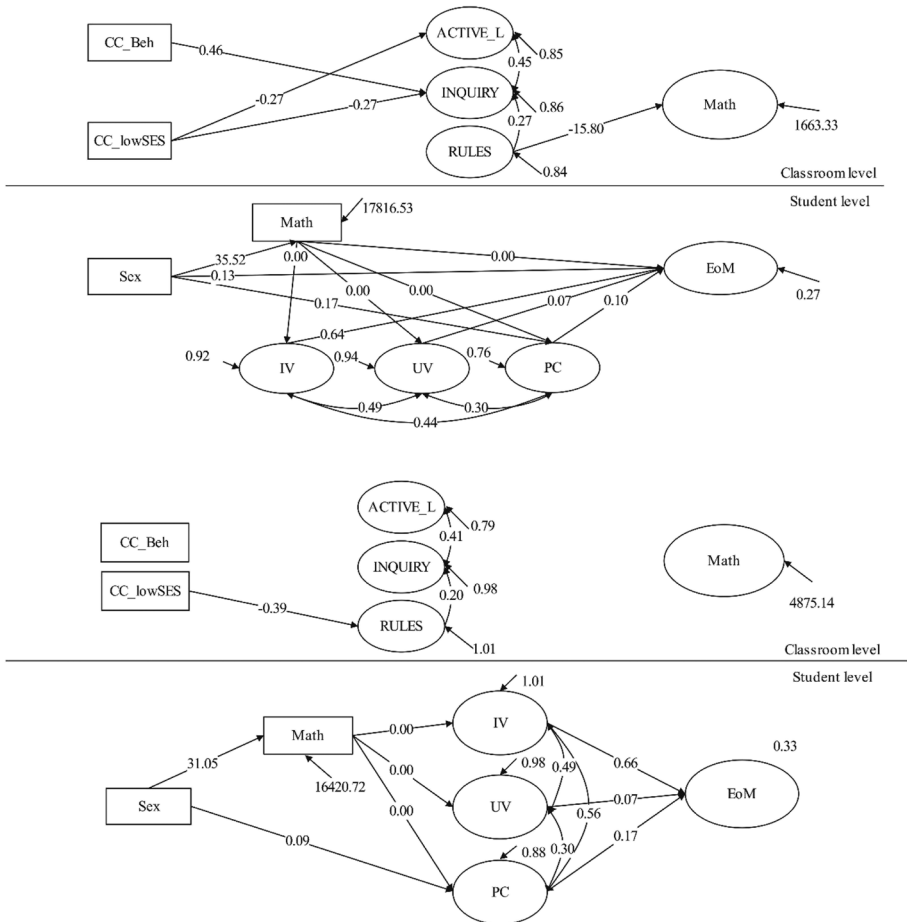 CC_Beh
ACTIVE_L
0.46
0.45
0.85
-0.27
INQUIRY
-0.27
0.86
Math
0.27
CC_lowSES
RULES
-15.80
1663.33
0.84
Classroom level
Student level
Math
17816.53
35.52
0.00
0.00
Sex
0.13
EoM
0.00
0.00
0.07
0.10
0.27
0.17
0.64
0.92
0.94
0.76
IV
UV
PC
0.49
0.30
0.44
ACTIVE_L
0.79
CC_Beh
0.41
INQUIRY
Math
CC_lowSES
0.98
0.20
4875.14
-0.39
RULES
1.01
Classroom level
Student level
1.01
IV
Math
0.00
0.33
31.05
0.98
0.49
0.66
16420.72
0.00
EoM
Sex
UV
0.07
0.00
0.56
0.09
0.88
0.30
0.17
PC